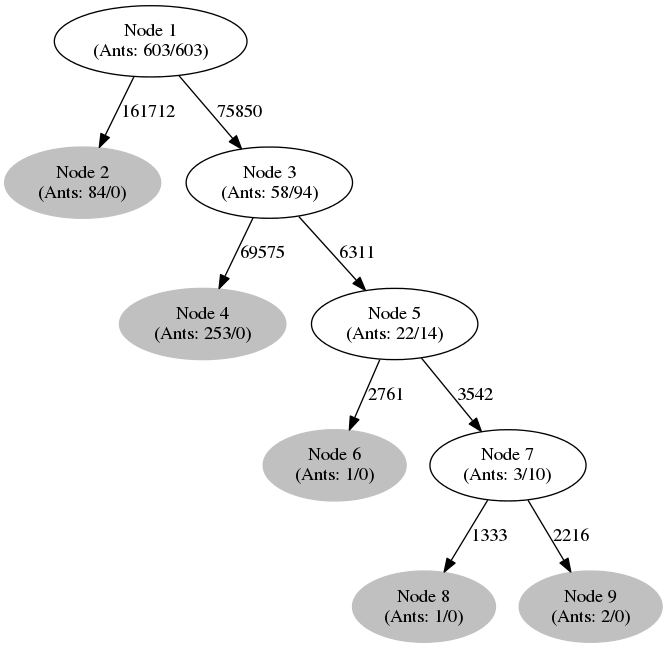 Node 1
(Ants: 603/603)
161712
75850
Node 2
(Ants: 84/0)
Node 3
(Ants: 58/94)
69575
6311
Node 4
(Ants: 253/0)
Node 5
(Ants: 22/14)
2761
3542
Node 6
(Ants: 1/0)
Node 7
(Ants: 3/10)
1333
2216
Node 8
(Ants: 1/0)
Node 9
(Ants: 2/0)